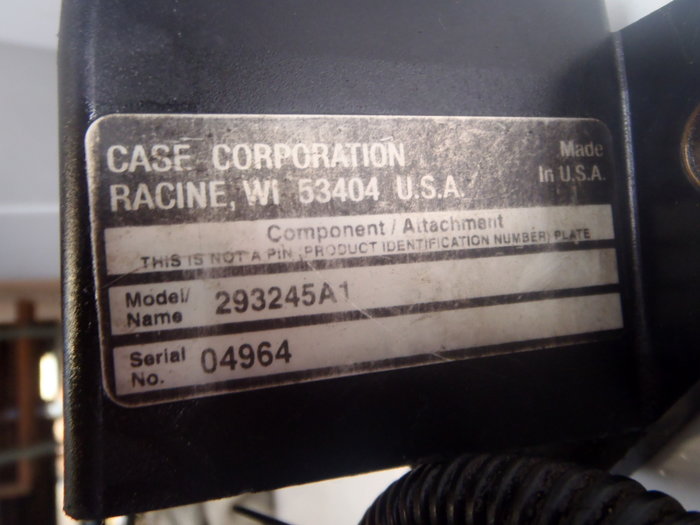 CASE CORPORATION
RACINE, WI 53404 U.S.A.
Made
In U.S.A.
Component / Attachment
THIS IS NOT A PIN (PRODUCT IDENTIFICATION NUMBER) PLATE
Model/
Name 293245A1
Serial
No. 04964